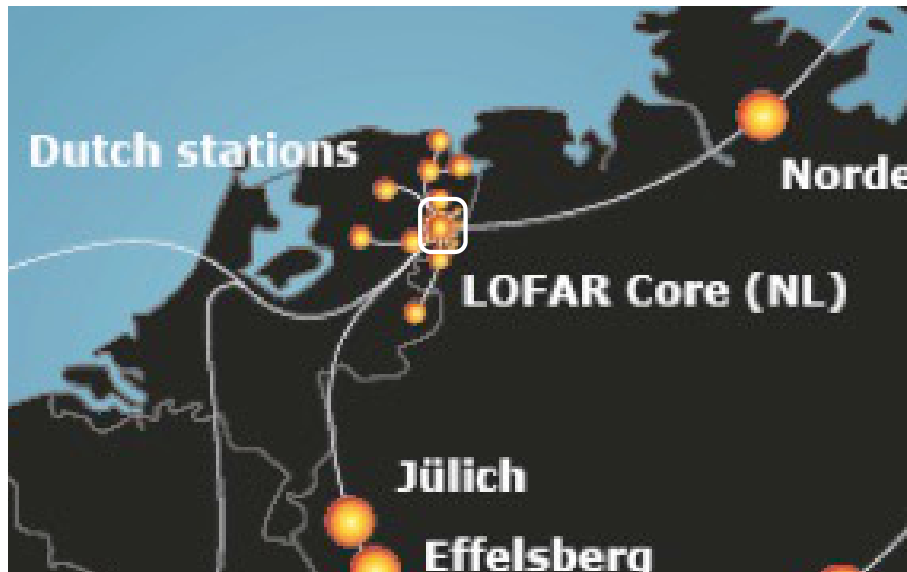 Dutch stations
Norde
LOFAR Core (NL)
Jülich
Effelsberg